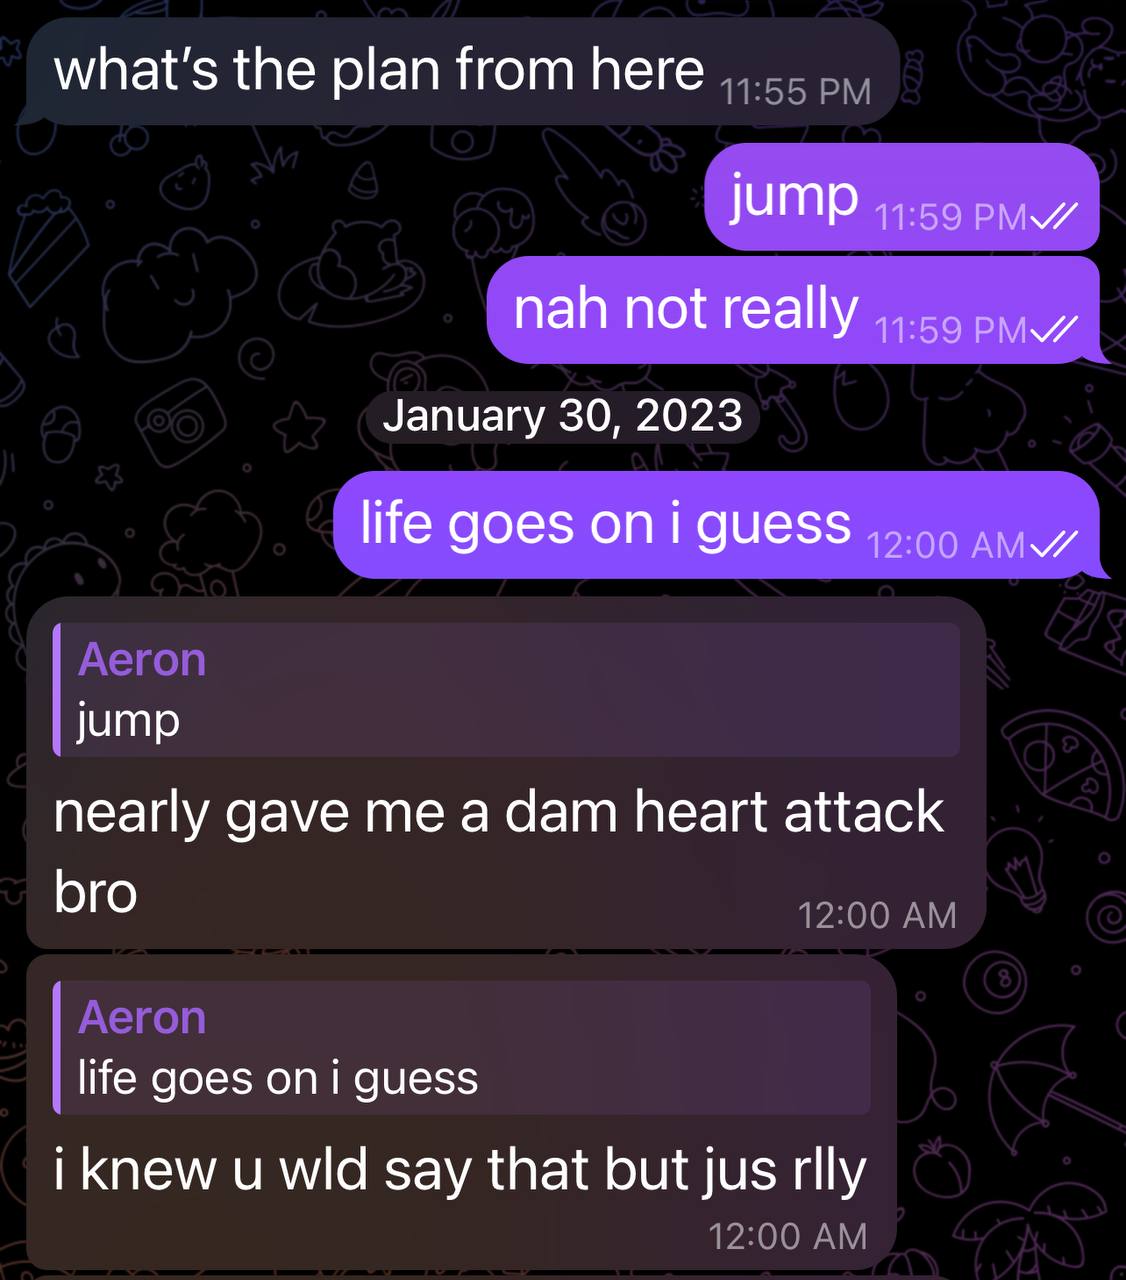 what's the plan from here 11:55 PM
jump 11:59 PM
nah not really 11:59 PM
January 30, 2023
life goes on i guess 12:00 AM
Aeron
jump
nearly gave me a dam heart attack
bro 12:00 AM
Aeron
life goes on i guess
i knew u wld say that but jus rlly
12:00 AM